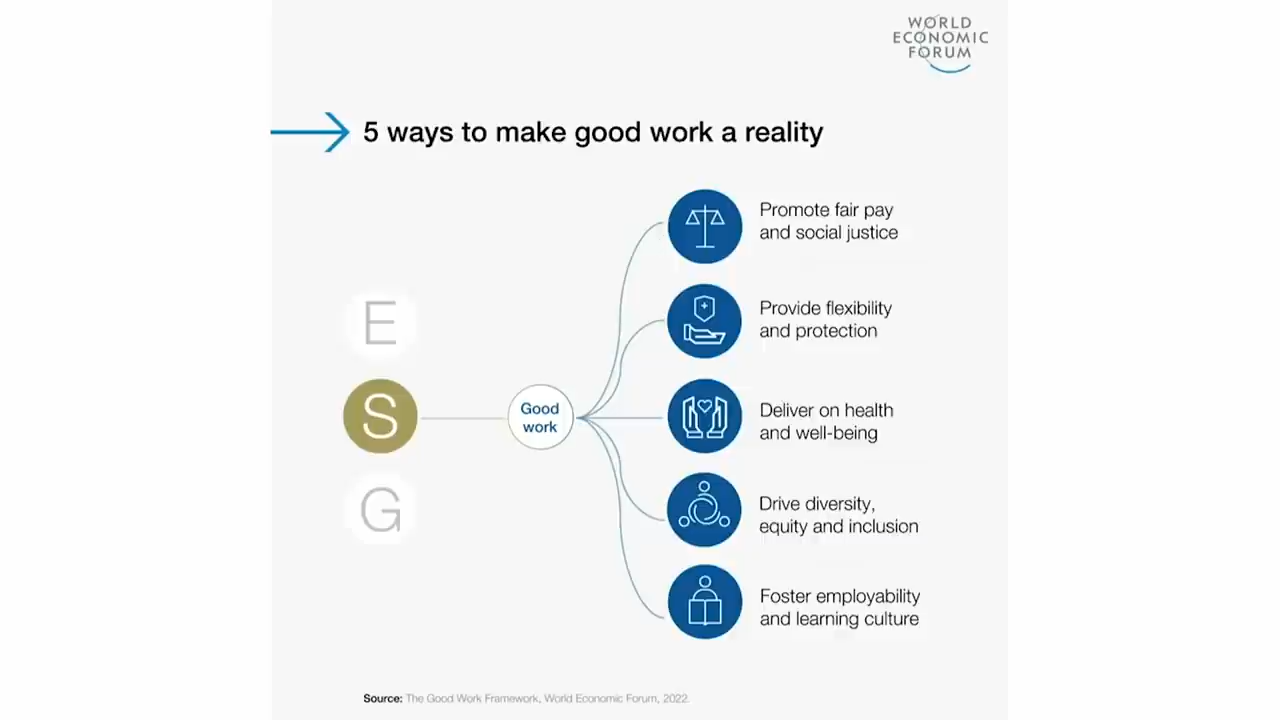 WORLD
ECONOMIC
FORUM
5 ways to make good work a reality
Promote fair pay
and social justice
Provide flexibility
and protection
E
S
G
Good
work
Deliver on health
and well-being
Drive diversity,
equity and inclusion
Foster employability
and learning culture
Source: The Good Work Framework, World Economic Forum, 2022.